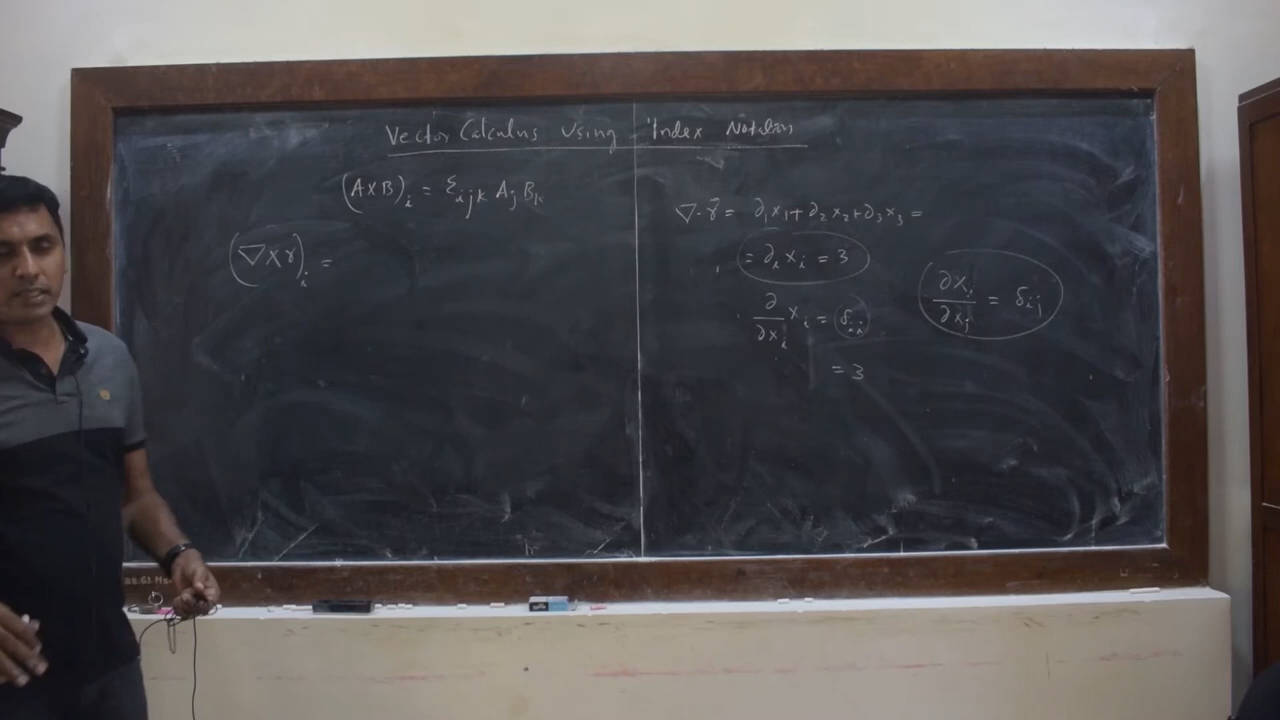 Vector Calculus Using Index Notation
(A×B)ᵢ = εᵢⱼₖ Aⱼ Bₖ
(∇×r)ᵢ =
∇·r⃗ = ∂₁x₁ + ∂₂x₂ + ∂₃x₃ =
= ∂ᵢ xᵢ = 3
∂/∂xᵢ xᵢ = δᵢᵢ
= 3
∂xᵢ/∂xⱼ = δᵢⱼ